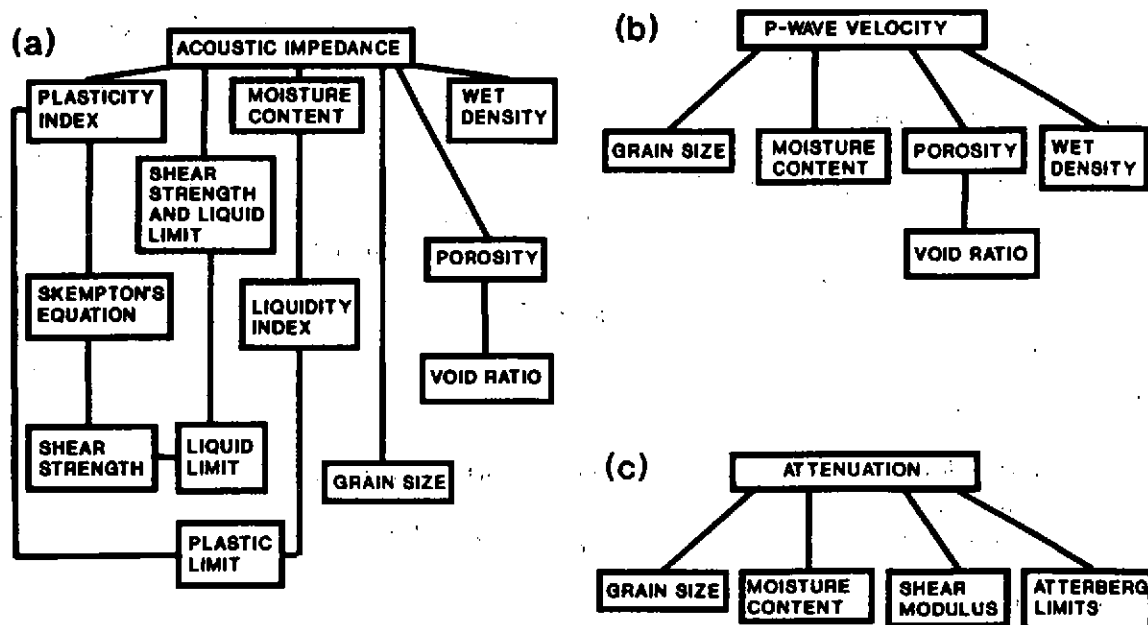 (a)
ACOUSTIC IMPEDANCE
PLASTICITY
INDEX
MOISTURE
CONTENT
WET
DENSITY
SHEAR
STRENGTH
AND LIQUID
LIMIT
POROSITY
SKEMPTON'S
EQUATION
LIQUIDITY
INDEX
VOID RATIO
SHEAR
STRENGTH
LIQUID
LIMIT
GRAIN SIZE
PLASTIC
LIMIT
(b)
P-WAVE VELOCITY
GRAIN SIZE
MOISTURE
CONTENT
POROSITY
WET
DENSITY
VOID RATIO
(c)
ATTENUATION
GRAIN SIZE
MOISTURE
CONTENT
SHEAR
MODULUS
ATTERBERG
LIMITS